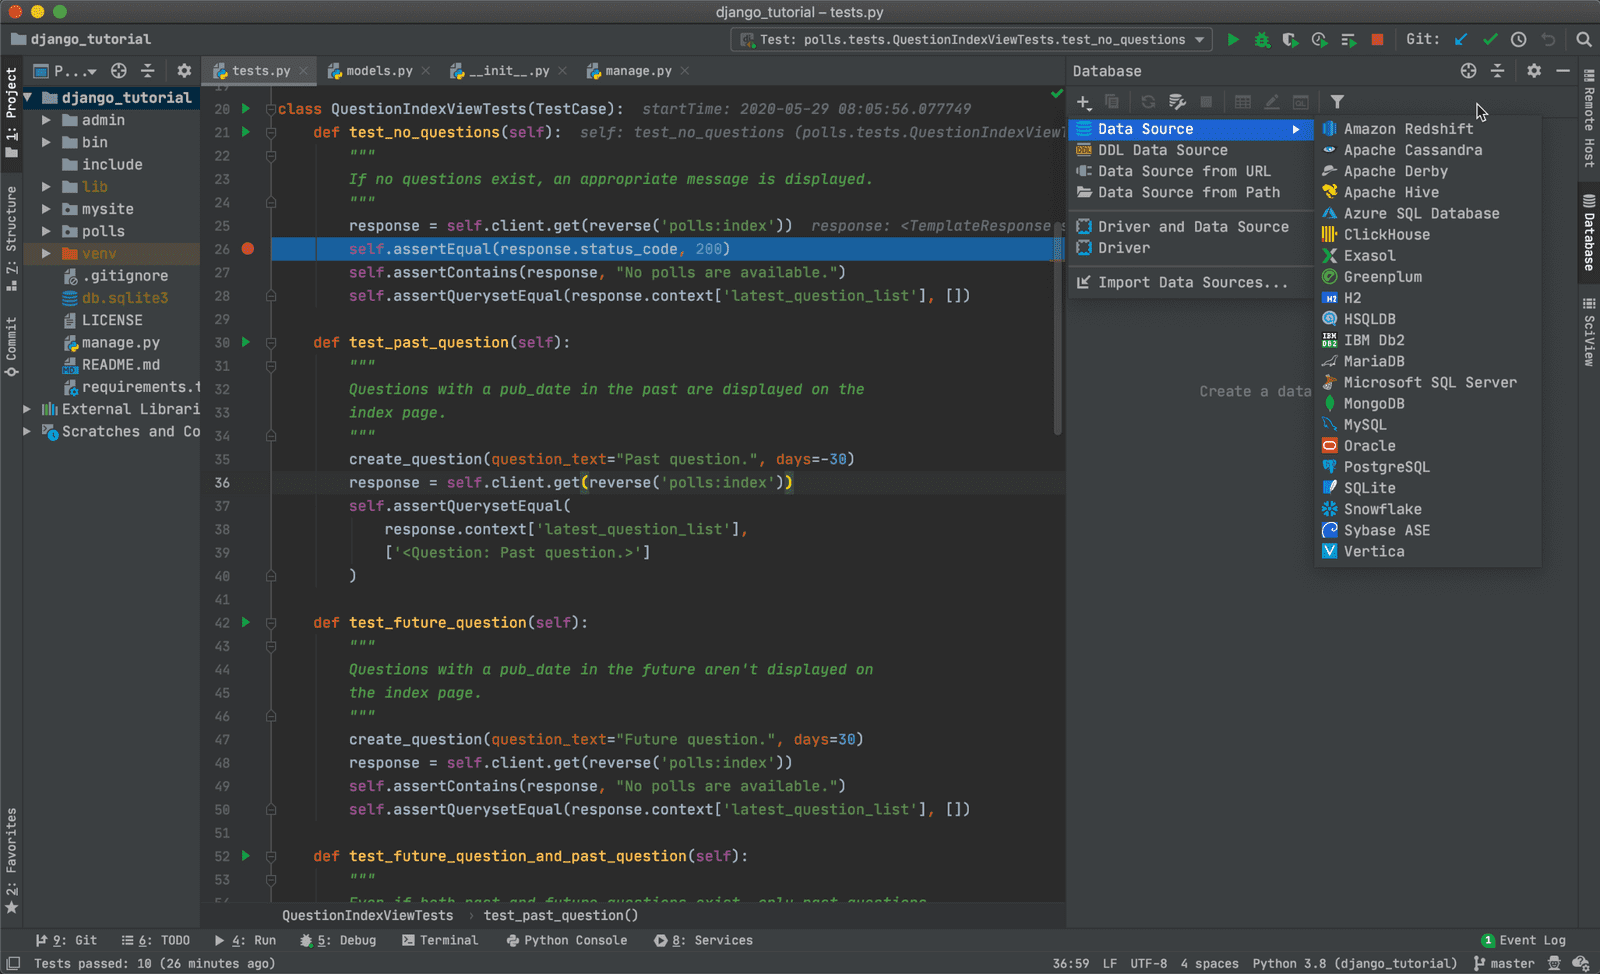 django_tutorial – tests.py
django_tutorial
Test: polls.tests.QuestionIndexViewTests.test_no_questions
Git:
1: Project
7: Structure
Commit
2: Favorites
P...
django_tutorial
admin
bin
include
lib
mysite
polls
venv
.gitignore
db.sqlite3
LICENSE
manage.py
README.md
requirements.t
External Librari
Scratches and Co
tests.py
models.py
__init__.py
manage.py
19
20 class QuestionIndexViewTests(TestCase): startTime: 2020-05-29 08:05:56.077749
21 def test_no_questions(self): self: test_no_questions (polls.tests.QuestionIndexViewT
22 """
23 If no questions exist, an appropriate message is displayed.
24 """
25 response = self.client.get(reverse('polls:index')) response: <TemplateResponse s
26 self.assertEqual(response.status_code, 200)
27 self.assertContains(response, "No polls are available.")
28 self.assertQuerysetEqual(response.context['latest_question_list'], [])
29
30 def test_past_question(self):
31 """
32 Questions with a pub_date in the past are displayed on the
33 index page.
34 """
35 create_question(question_text="Past question.", days=-30)
36 response = self.client.get(reverse('polls:index'))
37 self.assertQuerysetEqual(
38 response.context['latest_question_list'],
39 ['<Question: Past question.>']
40 )
41
42 def test_future_question(self):
43 """
44 Questions with a pub_date in the future aren't displayed on
45 the index page.
46 """
47 create_question(question_text="Future question.", days=30)
48 response = self.client.get(reverse('polls:index'))
49 self.assertContains(response, "No polls are available.")
50 self.assertQuerysetEqual(response.context['latest_question_list'], [])
51
52 def test_future_question_and_past_question(self):
53 """
54 Even if both past and future questions exist, only past questions
QuestionIndexViewTests › test_past_question()
Database
Data Source
DDL Data Source
Data Source from URL
Data Source from Path
Driver and Data Source
Driver
Import Data Sources...
Create a data
Amazon Redshift
Apache Cassandra
Apache Derby
Apache Hive
Azure SQL Database
ClickHouse
Exasol
Greenplum
H2
HSQLDB
IBM Db2
MariaDB
Microsoft SQL Server
MongoDB
MySQL
Oracle
PostgreSQL
SQLite
Snowflake
Sybase ASE
Vertica
Remote Host
Database
SciView
9: Git
6: TODO
4: Run
5: Debug
Terminal
Python Console
8: Services
1 Event Log
Tests passed: 10 (26 minutes ago)
36:59 LF UTF-8 4 spaces Python 3.8 (django_tutorial) master